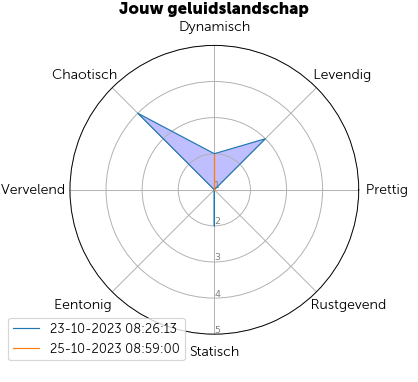 Jouw geluidslandschap
Dynamisch
Chaotisch
Levendig
Vervelend
Prettig
1
2
3
4
5
Eentonig
Rustgevend
Statisch
23-10-2023 08:26:13
25-10-2023 08:59:00